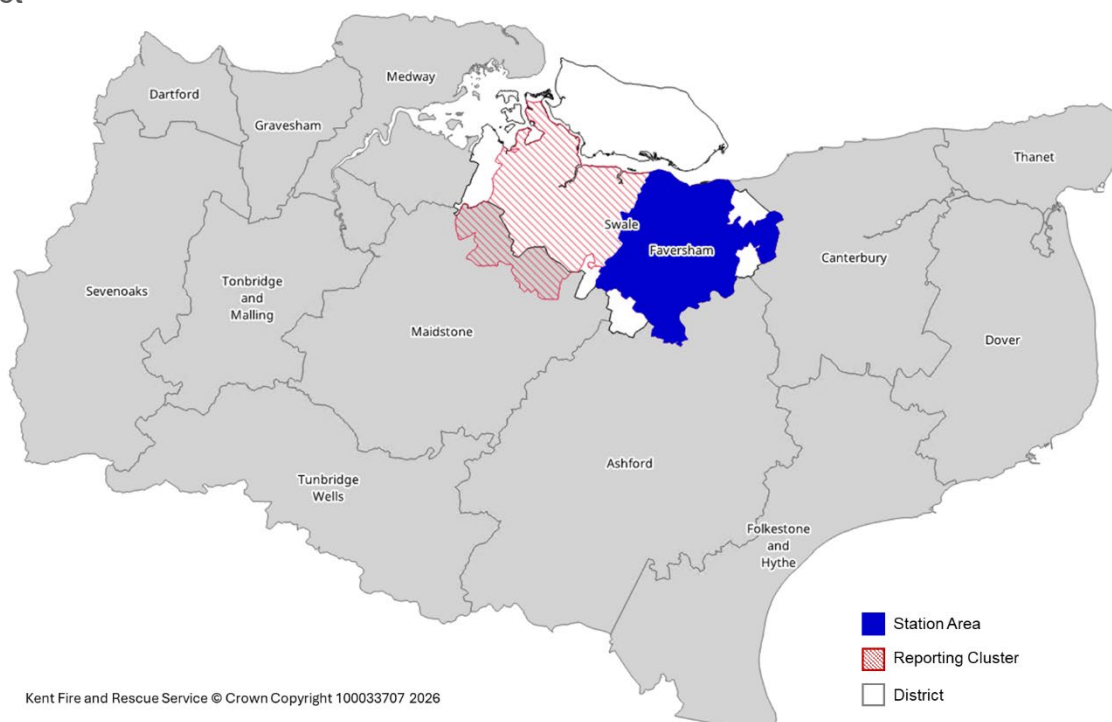 Medway
Dartford
Gravesham
Thanet
Swale
Faversham
Canterbury
Sevenoaks
Tonbridge
and
Malling
Maidstone
Dover
Ashford
Tunbridge
Wells
Folkestone
and
Hythe
Station Area
Reporting Cluster
District
Kent Fire and Rescue Service © Crown Copyright 100033707 2026